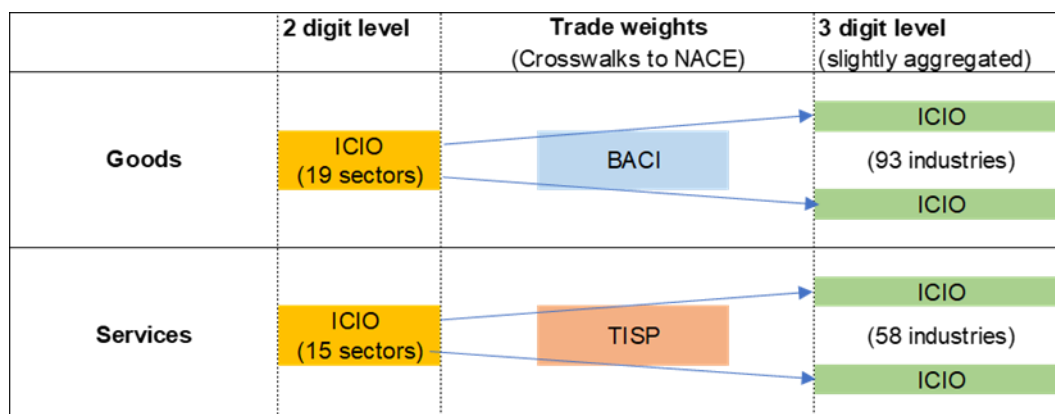 2 digit level
Trade weights
3 digit level
(Crosswalks to NACE)
(slightly aggregated)
ICIO
Goods
ICIO
(19 sectors)
BACI
(93 industries)
ICIO
ICIO
Services
ICIO
(15 sectors)
TISP
(58 industries)
ICIO